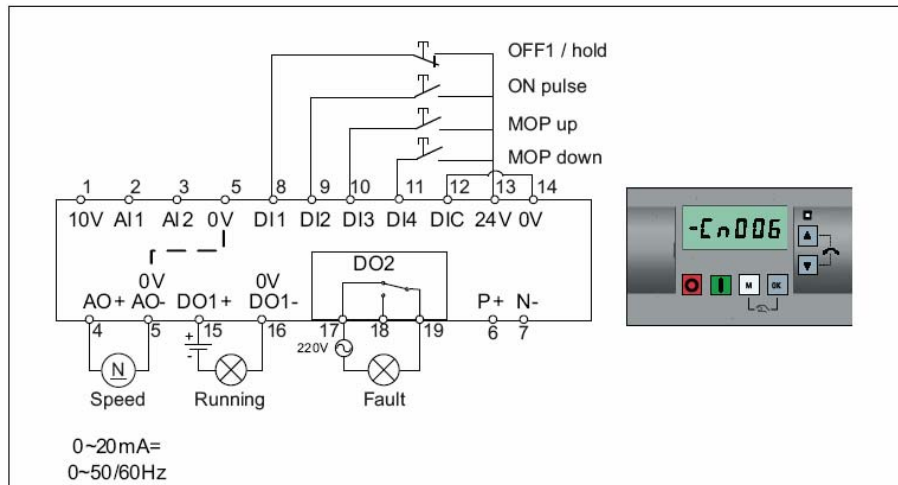 OFF1 / hold
ON pulse
MOP up
MOP down
1 2 3 5 8 9 10 11 12 13 14
10V AI1 AI2 0V DI1 DI2 DI3 DI4 DIC 24V 0V
-Cn006
M OK
0V 0V DO2
AO+ AO- DO1+ DO1- P+ N-
4 5 15 16 17 18 19 6 7
+
-
220V
N
Speed Running Fault
0~20mA=
0~50/60Hz